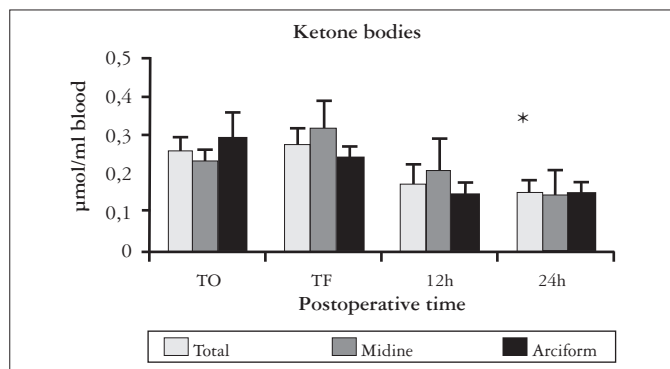 Ketone bodies
µmol/ml blood
0,5
0,4
0,3
0,2
0,1
0
*
TO TF 12h 24h
Postoperative time
Total Midine Arciform